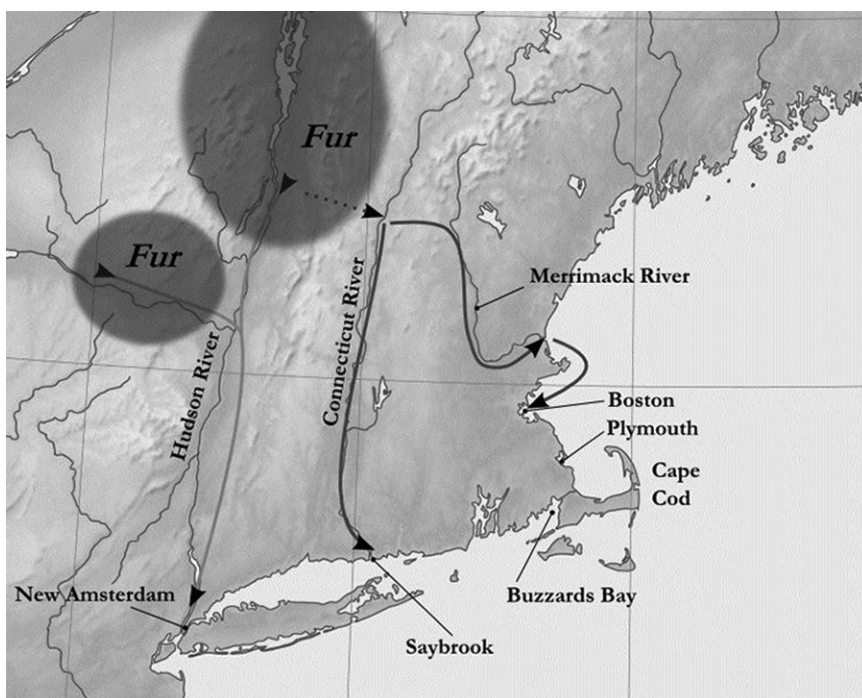 Fur
Fur
Merrimack River
Connecticut River
Hudson River
Boston
Plymouth
Cape
Cod
New Amsterdam
Buzzards Bay
Saybrook